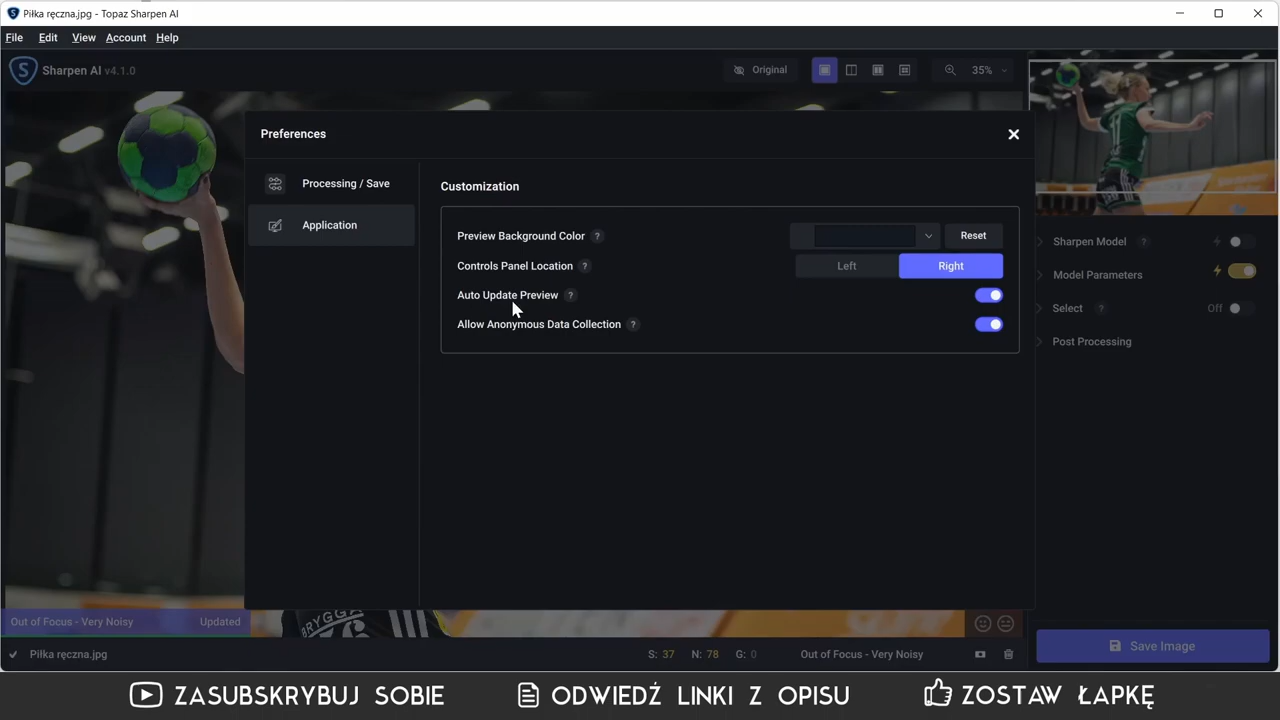 Piłka ręczna.jpg - Topaz Sharpen AI
File Edit View Account Help
Sharpen AI v4.1.0
Original
35%
Preferences
Processing / Save
Application
Customization
Preview Background Color ?
Reset
Controls Panel Location ?
Left
Right
Auto Update Preview ?
Allow Anonymous Data Collection ?
Sharpen Model ?
Model Parameters
Select ? Off
Post Processing
BRYGGA
Out of Focus - Very Noisy Updated
Piłka ręczna.jpg
S: 37 N: 78 G: 0
Out of Focus - Very Noisy
Save Image
ZASUBSKRYBUJ SOBIE
ODWIEDŹ LINKI Z OPISU
ZOSTAW ŁAPKĘ